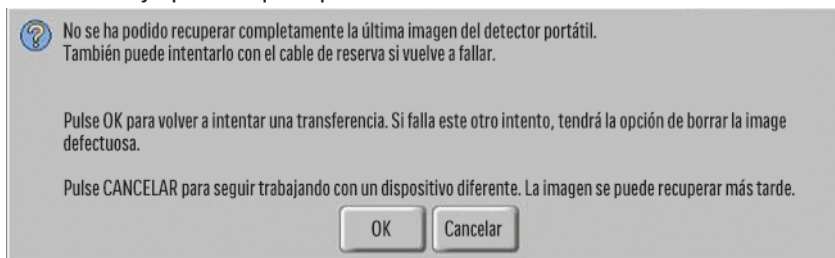 No se ha podido recuperar completamente la última imagen del detector portátil.
También puede intentarlo con el cable de reserva si vuelve a fallar.
Pulse OK para volver a intentar una transferencia. Si falla este otro intento, tendrá la opción de borrar la image
defectuosa.
Pulse CANCELAR para seguir trabajando con un dispositivo diferente. La imagen se puede recuperar más tarde.
OK
Cancelar